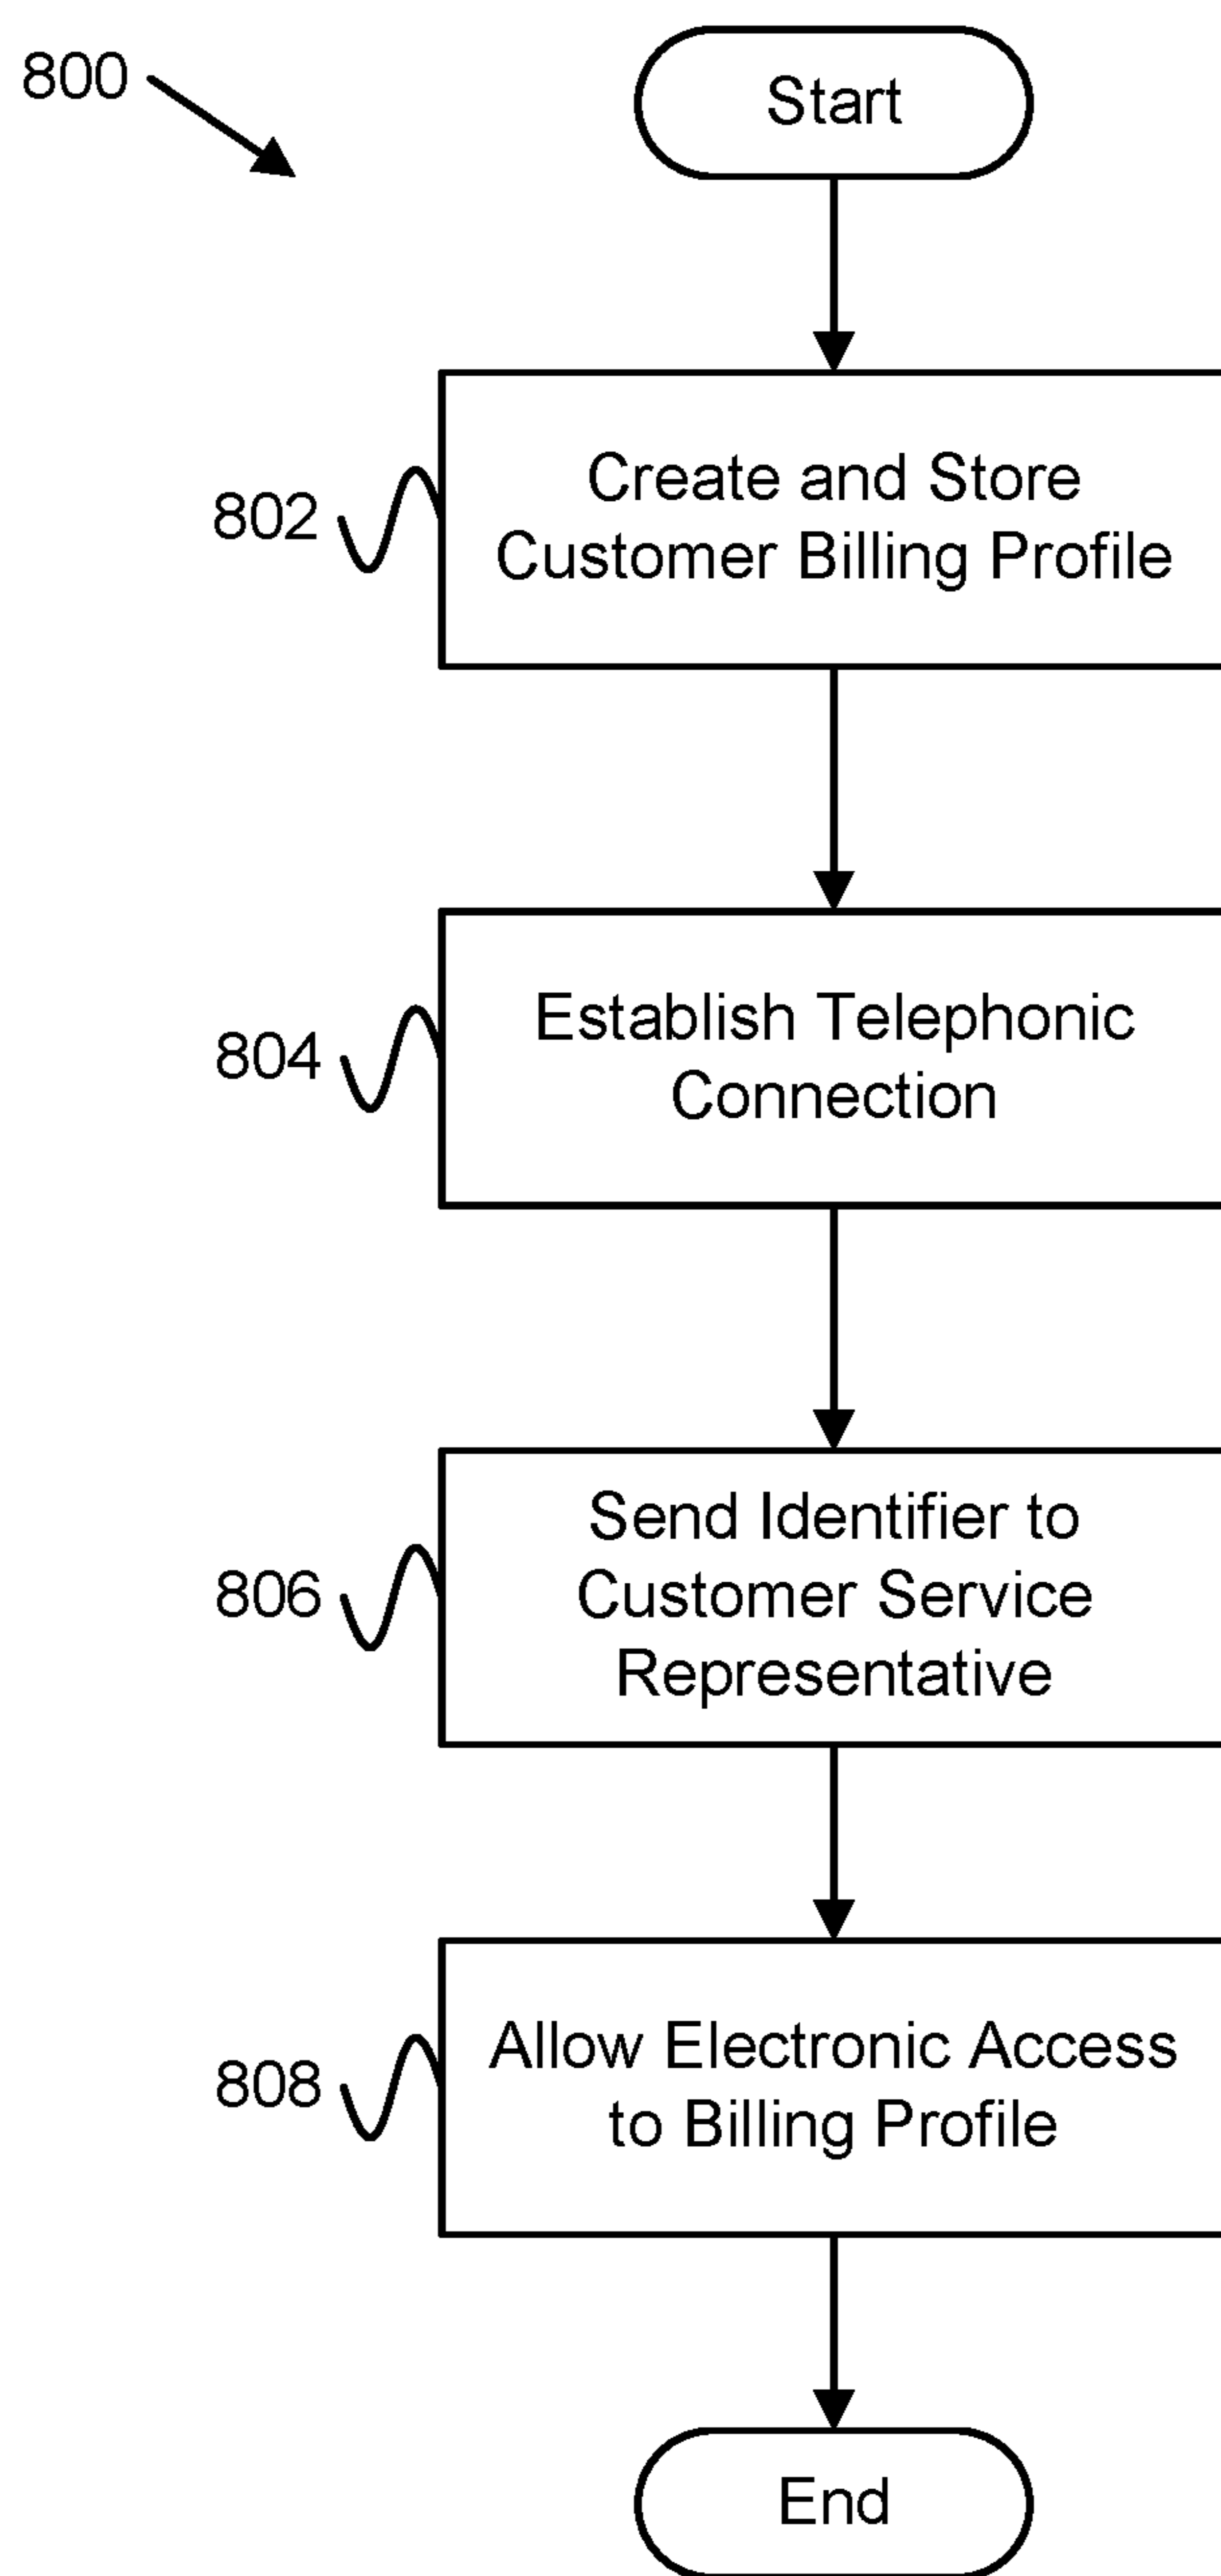 800
Start
802
Create and Store
Customer Billing Profile
804
Establish Telephonic
Connection
806
Send Identifier to
Customer Service
Representative
808
Allow Electronic Access
to Billing Profile
End